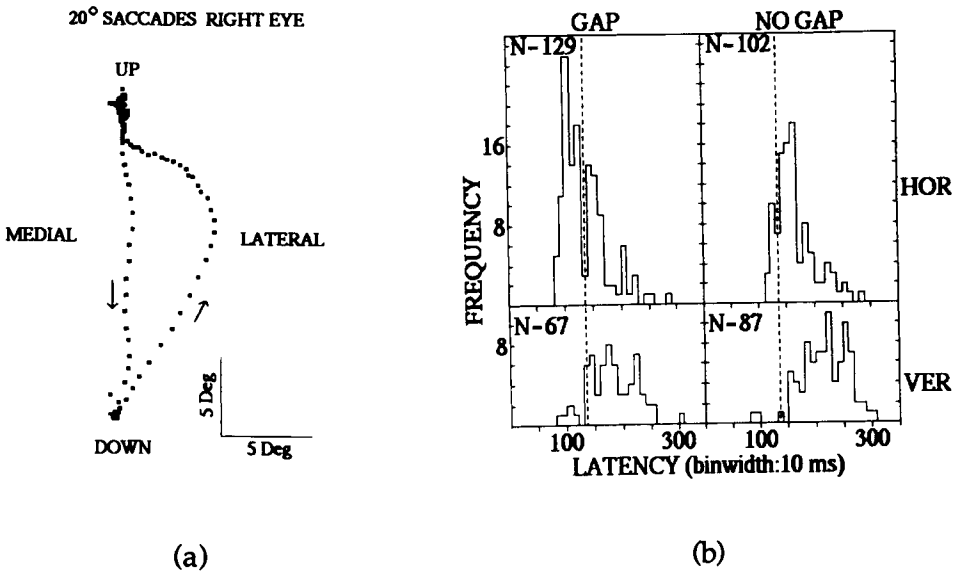 20° SACCADES RIGHT EYE
UP
MEDIAL
LATERAL
DOWN
5 Deg
5 Deg
(a)
GAP
NO GAP
N-129
N-102
16
8
HOR
FREQUENCY
N-67
N-87
8
VER
100
300
100
300
LATENCY (binwidth:10 ms)
(b)